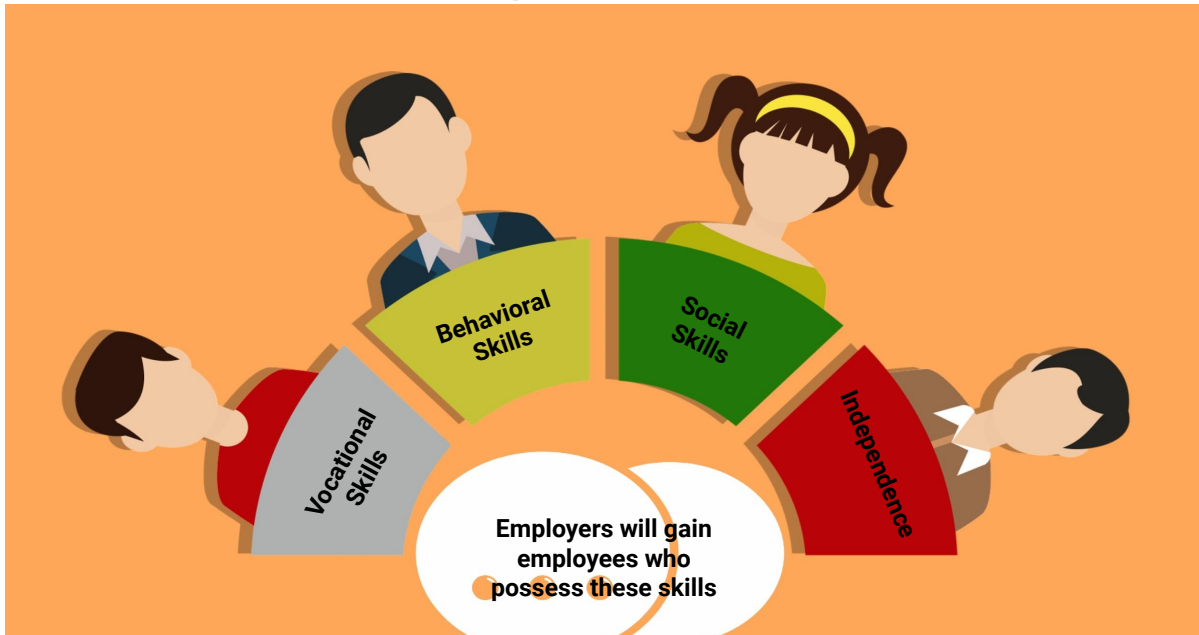 Vocational
Skills
Behavioral
Skills
Social
Skills
Independence
Employers will gain
employees who
possess these skills